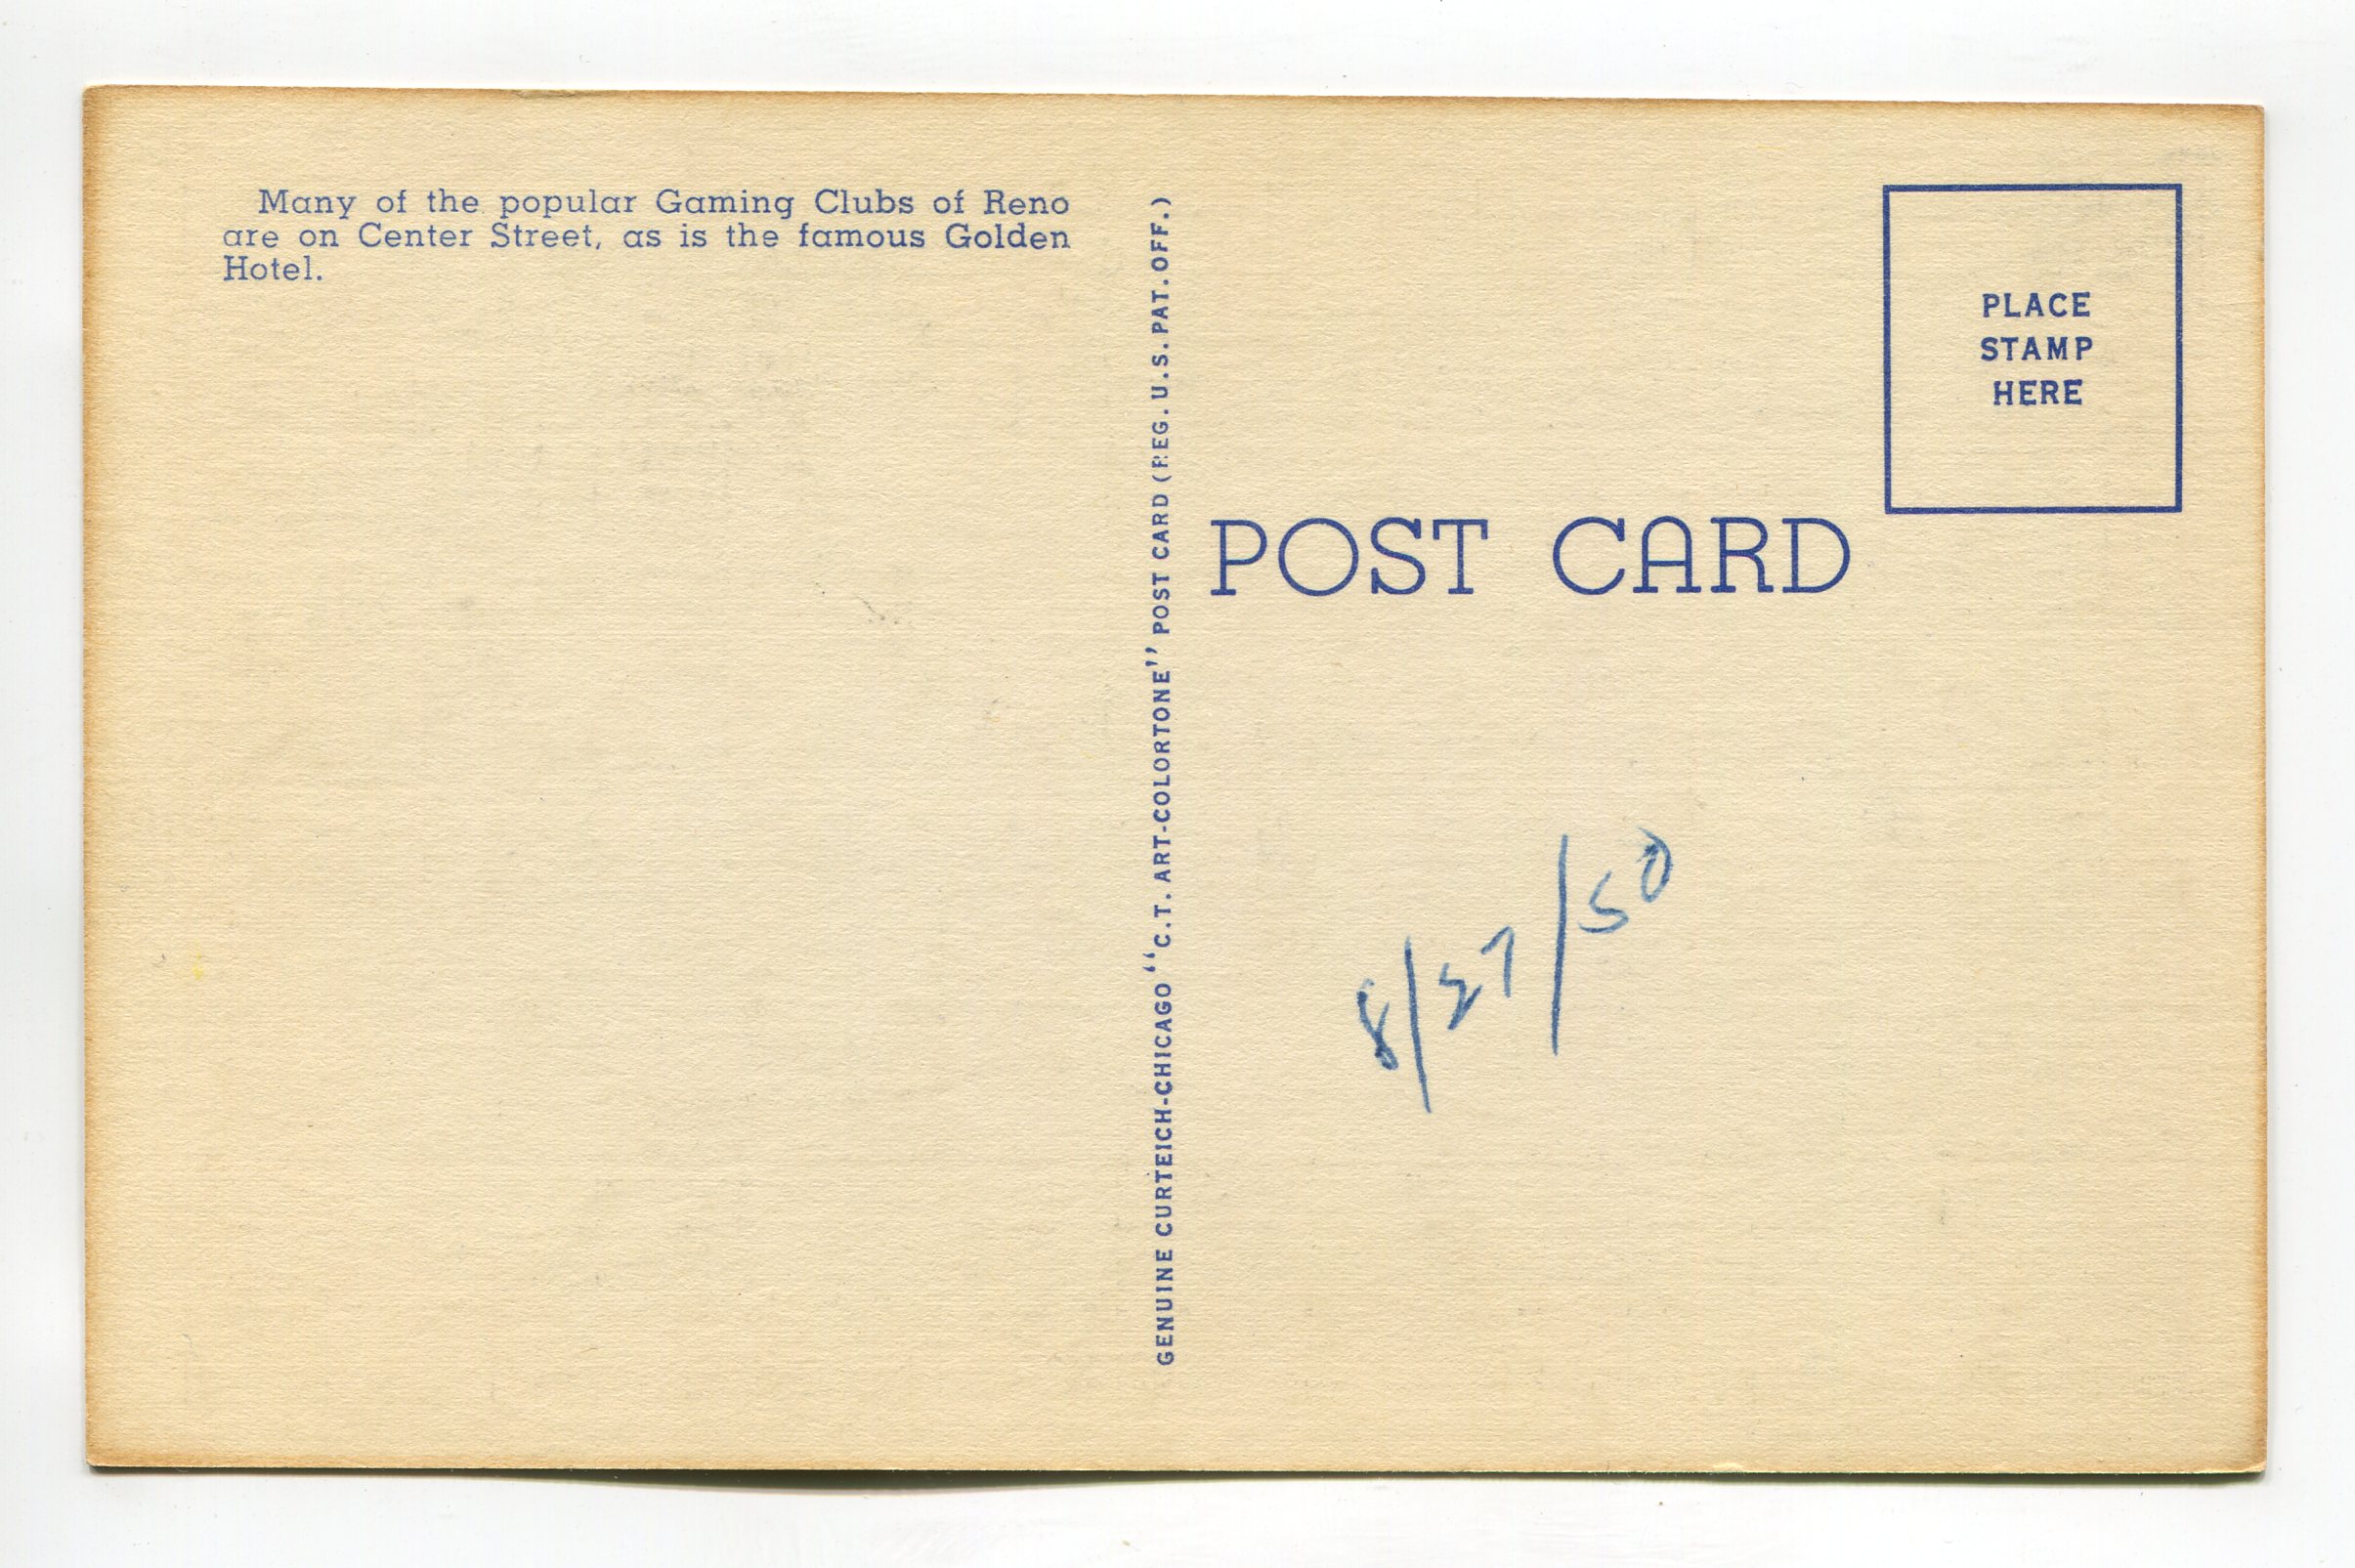 Many of the popular Gaming Clubs of Reno
are on Center Street, as is the famous Golden
Hotel.
GENUINE CURTEICH-CHICAGO "C.T. ART-COLORTONE" POST CARD (REG. U.S. PAT. OFF.)
PLACE
STAMP
HERE
POST CARD
8/27/50